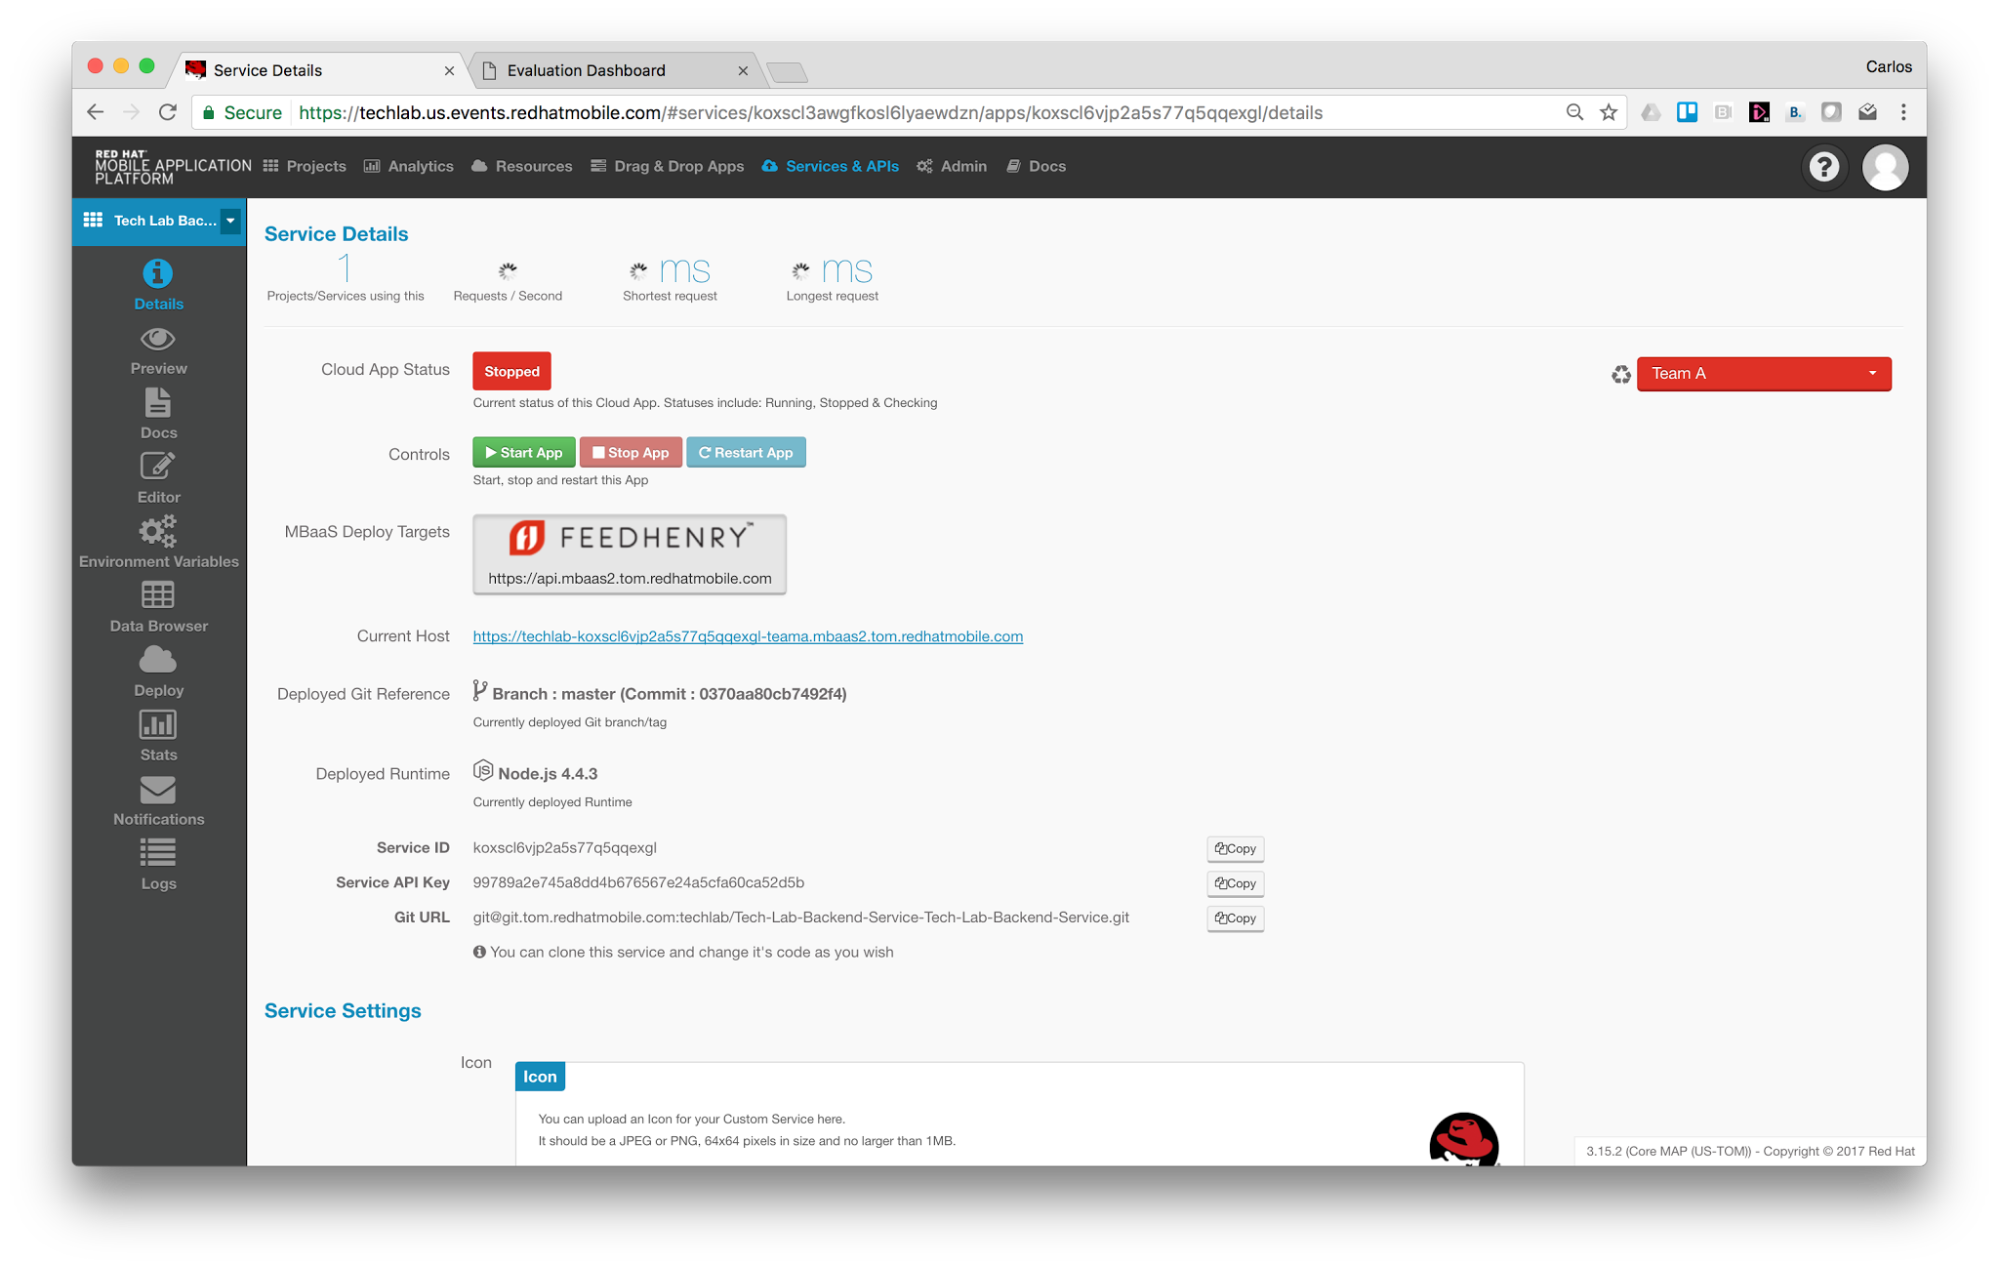 Service Details
Evaluation Dashboard
Carlos
Secure https://techlab.us.events.redhatmobile.com/#services/koxscl3awgfkosl6lyaewdzn/apps/koxscl6vjp2a5s77q5qqexgl/details
RED HAT
MOBILE APPLICATION
PLATFORM
Projects Analytics Resources Drag & Drop Apps Services & APIs Admin Docs
?
Tech Lab Bac...
Details
Preview
Docs
Editor
Environment Variables
Data Browser
Deploy
Stats
Notifications
Logs
Service Details
1 ms ms
Projects/Services using this Requests / Second Shortest request Longest request
Cloud App Status Stopped
Team A
Current status of this Cloud App. Statuses include: Running, Stopped & Checking
Controls Start App Stop App Restart App
Start, stop and restart this App
MBaaS Deploy Targets FEEDHENRY™
https://api.mbaas2.tom.redhatmobile.com
Current Host https://techlab-koxscl6vjp2a5s77q5qqexgl-teama.mbaas2.tom.redhatmobile.com
Deployed Git Reference Branch : master (Commit : 0370aa80cb7492f4)
Currently deployed Git branch/tag
Deployed Runtime Node.js 4.4.3
Currently deployed Runtime
Service ID koxscl6vjp2a5s77q5qqexgl Copy
Service API Key 99789a2e745a8dd4b676567e24a5cfa60ca52d5b Copy
Git URL git@git.tom.redhatmobile.com:techlab/Tech-Lab-Backend-Service-Tech-Lab-Backend-Service.git Copy
You can clone this service and change it's code as you wish
Service Settings
Icon
Icon
You can upload an Icon for your Custom Service here.
It should be a JPEG or PNG, 64x64 pixels in size and no larger than 1MB.
3.15.2 (Core MAP (US-TOM)) - Copyright © 2017 Red Hat